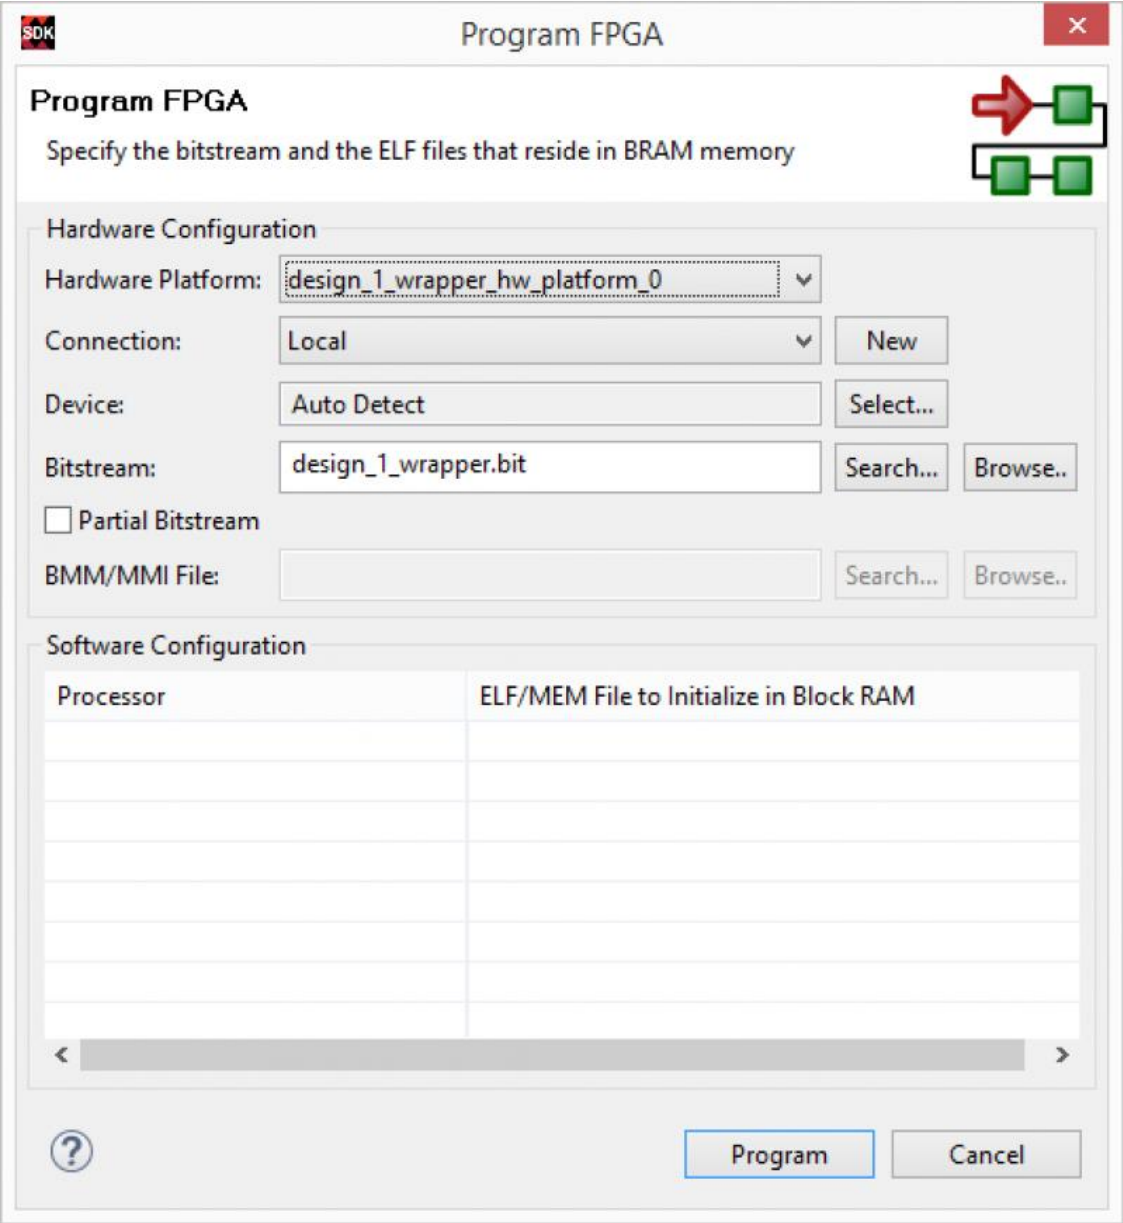 SDK
Program FPGA
Program FPGA
Specify the bitstream and the ELF files that reside in BRAM memory
Hardware Configuration
Hardware Platform: design_1_wrapper_hw_platform_0
Connection: Local New
Device: Auto Detect Select...
Bitstream: design_1_wrapper.bit Search... Browse..
Partial Bitstream
BMM/MMI File: Search... Browse..
Software Configuration
Processor ELF/MEM File to Initialize in Block RAM
Program Cancel